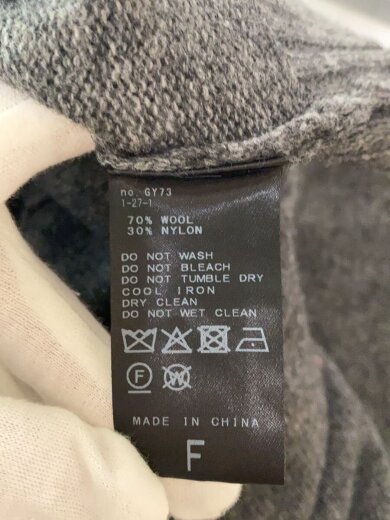 no. GY73
1-27-1
70% WOOL
30% NYLON
DO NOT WASH
DO NOT BLEACH
DO NOT TUMBLE DRY
COOL IRON
DRY CLEAN
DO NOT WET CLEAN
F W
MADE IN CHINA
F